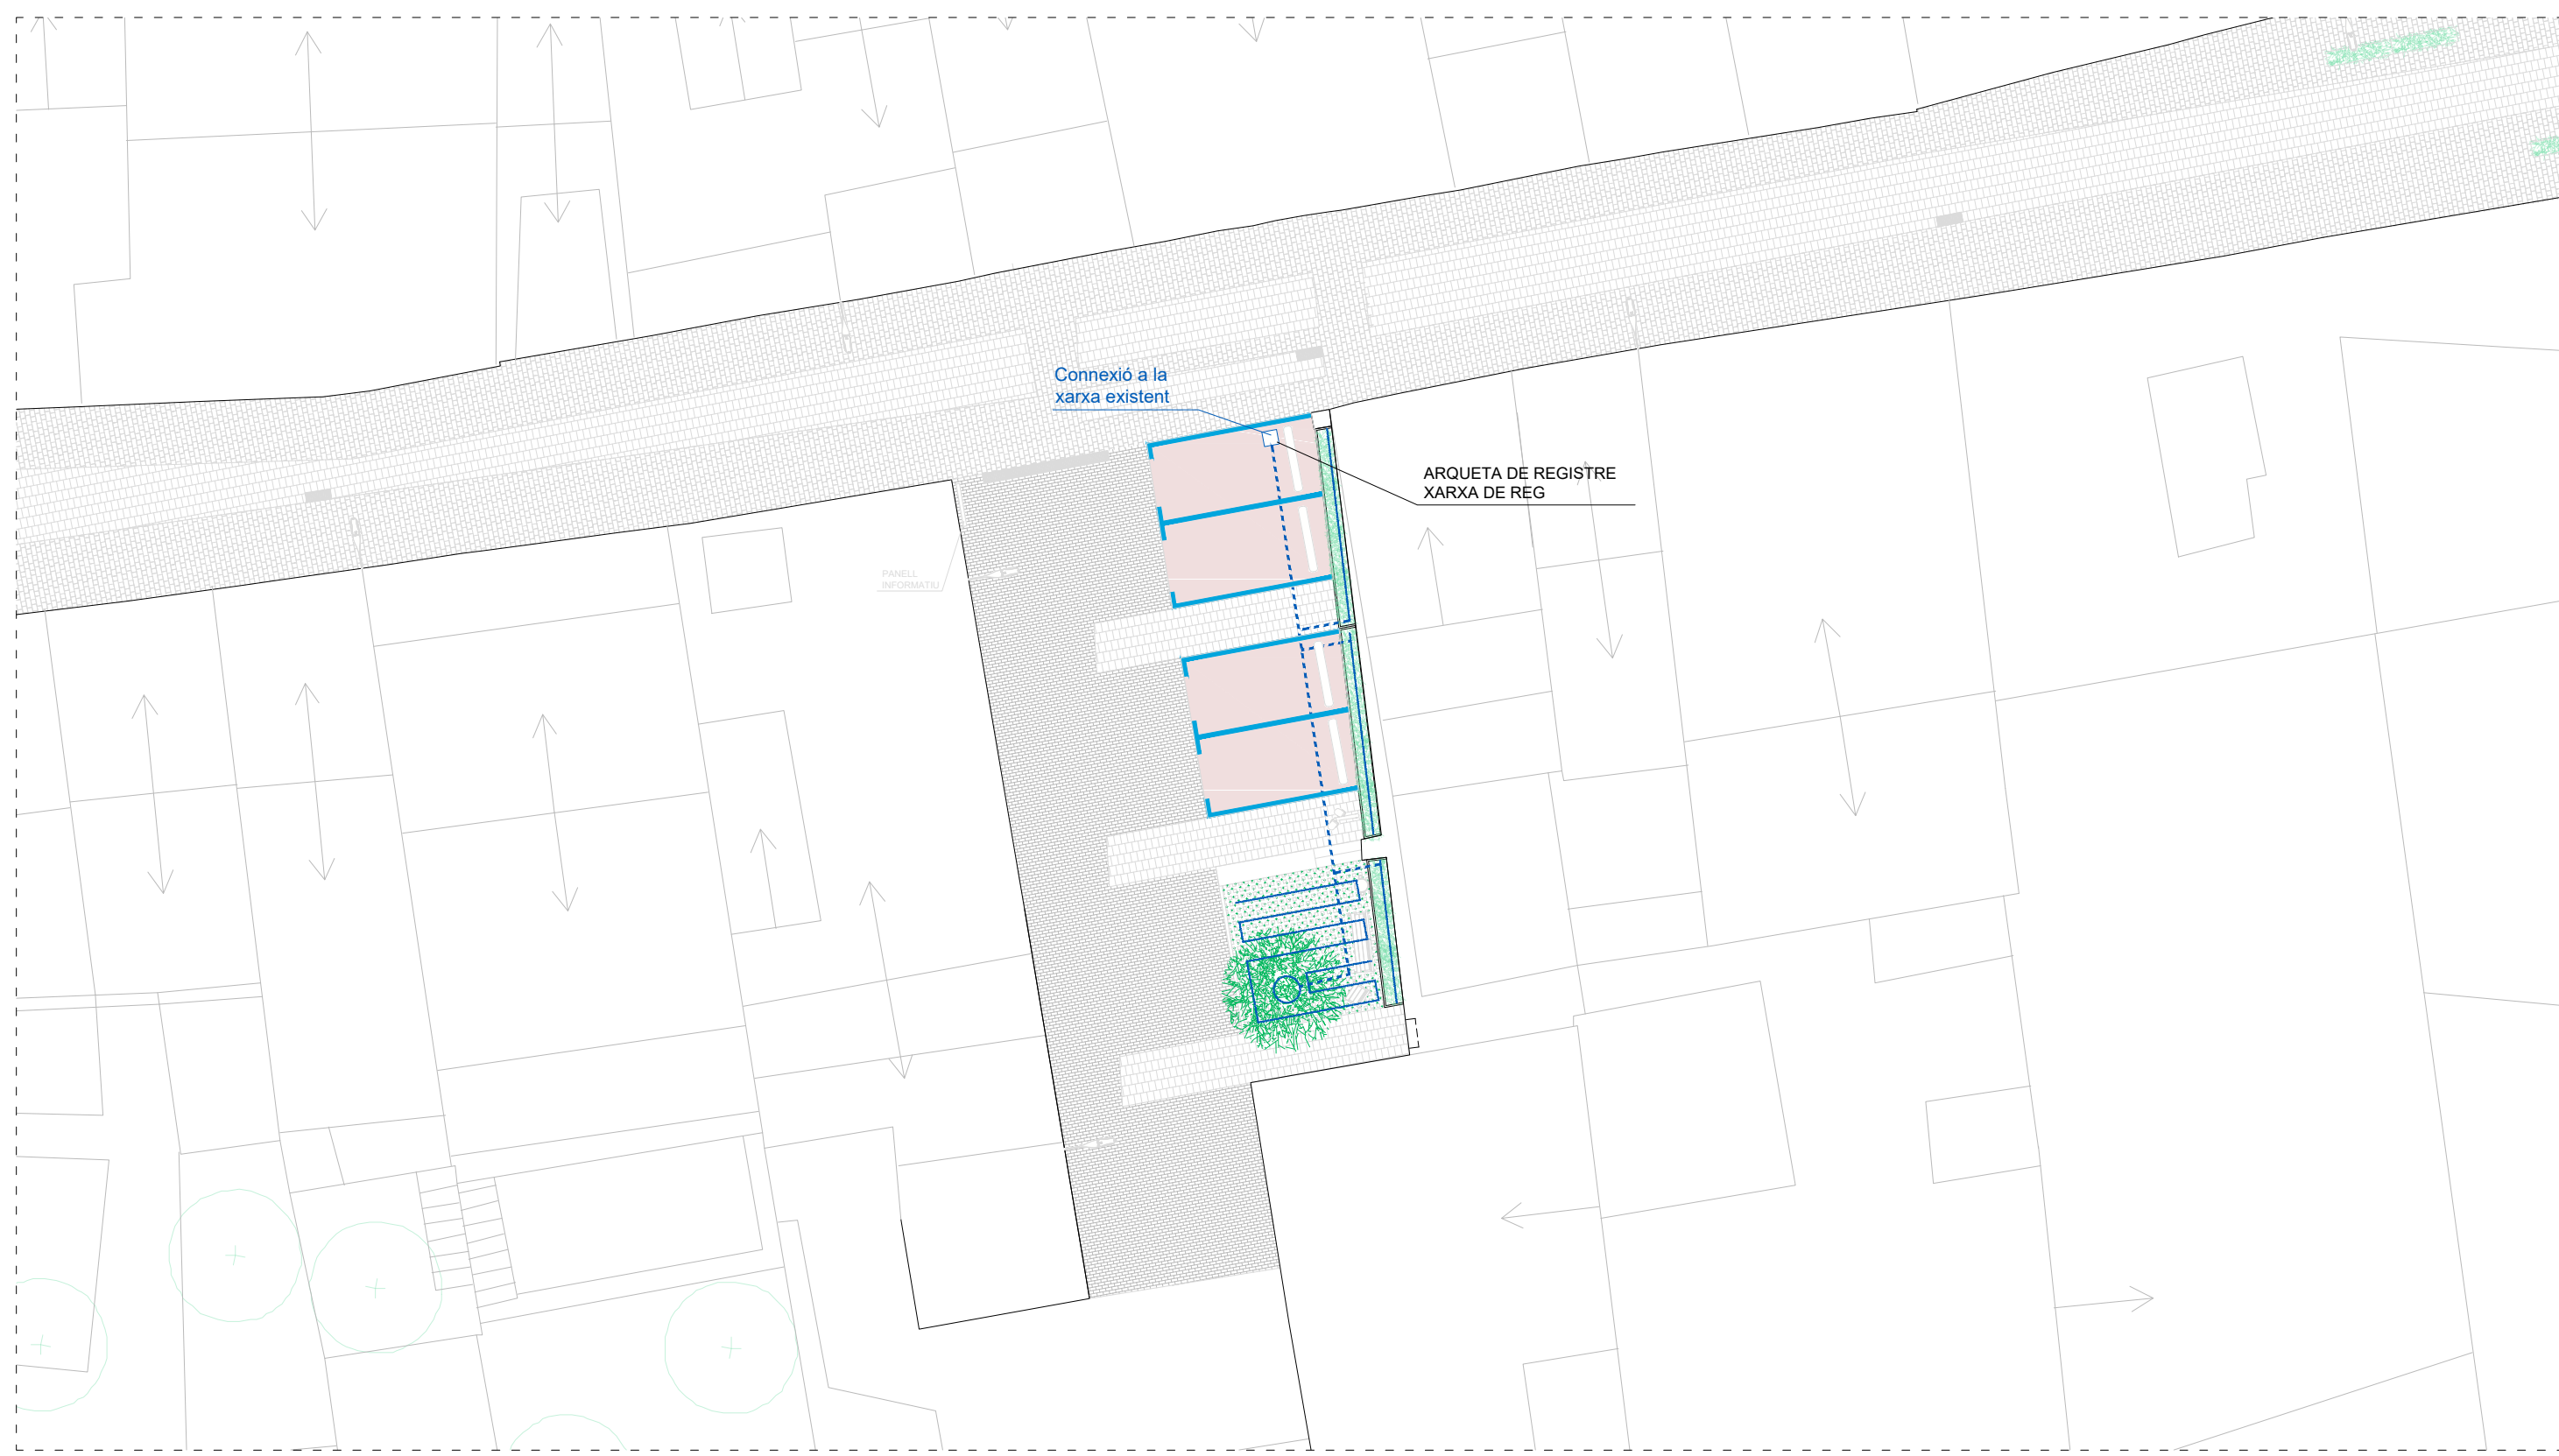 Connexió a la
xarxa existent
ARQUETA DE REGISTRE
XARXA DE REG
PANELL
INFORMATIU